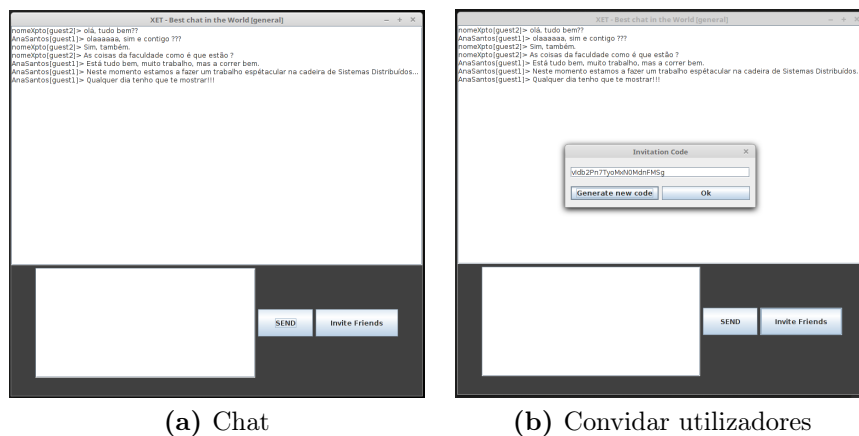 XET - Best chat in the World [general]
nomeXpto[guest2]> olá, tudo bem??
AnaSantos[guest1]> olaaaaaa, sim e contigo ???
nomeXpto[guest2]> Sim, também.
nomeXpto[guest2]> As coisas da faculdade como é que estão ?
AnaSantos[guest1]> Está tudo bem, muito trabalho, mas a correr bem.
AnaSantos[guest1]> Neste momento estamos a fazer um trabalho espétacular na cadeira de Sistemas Distribuídos...
AnaSantos[guest1]> Qualquer dia tenho que te mostrar!!!
SEND
Invite Friends
(a) Chat
XET - Best chat in the World [general]
nomeXpto[guest2]> olá, tudo bem??
AnaSantos[guest1]> olaaaaaa, sim e contigo ???
nomeXpto[guest2]> Sim, também.
nomeXpto[guest2]> As coisas da faculdade como é que estão ?
AnaSantos[guest1]> Está tudo bem, muito trabalho, mas a correr bem.
AnaSantos[guest1]> Neste momento estamos a fazer um trabalho espétacular na cadeira de Sistemas Distribuídos.
AnaSantos[guest1]> Qualquer dia tenho que te mostrar!!!
Invitation Code
Generate new code
Ok
SEND
Invite Friends
(b) Convidar utilizadores